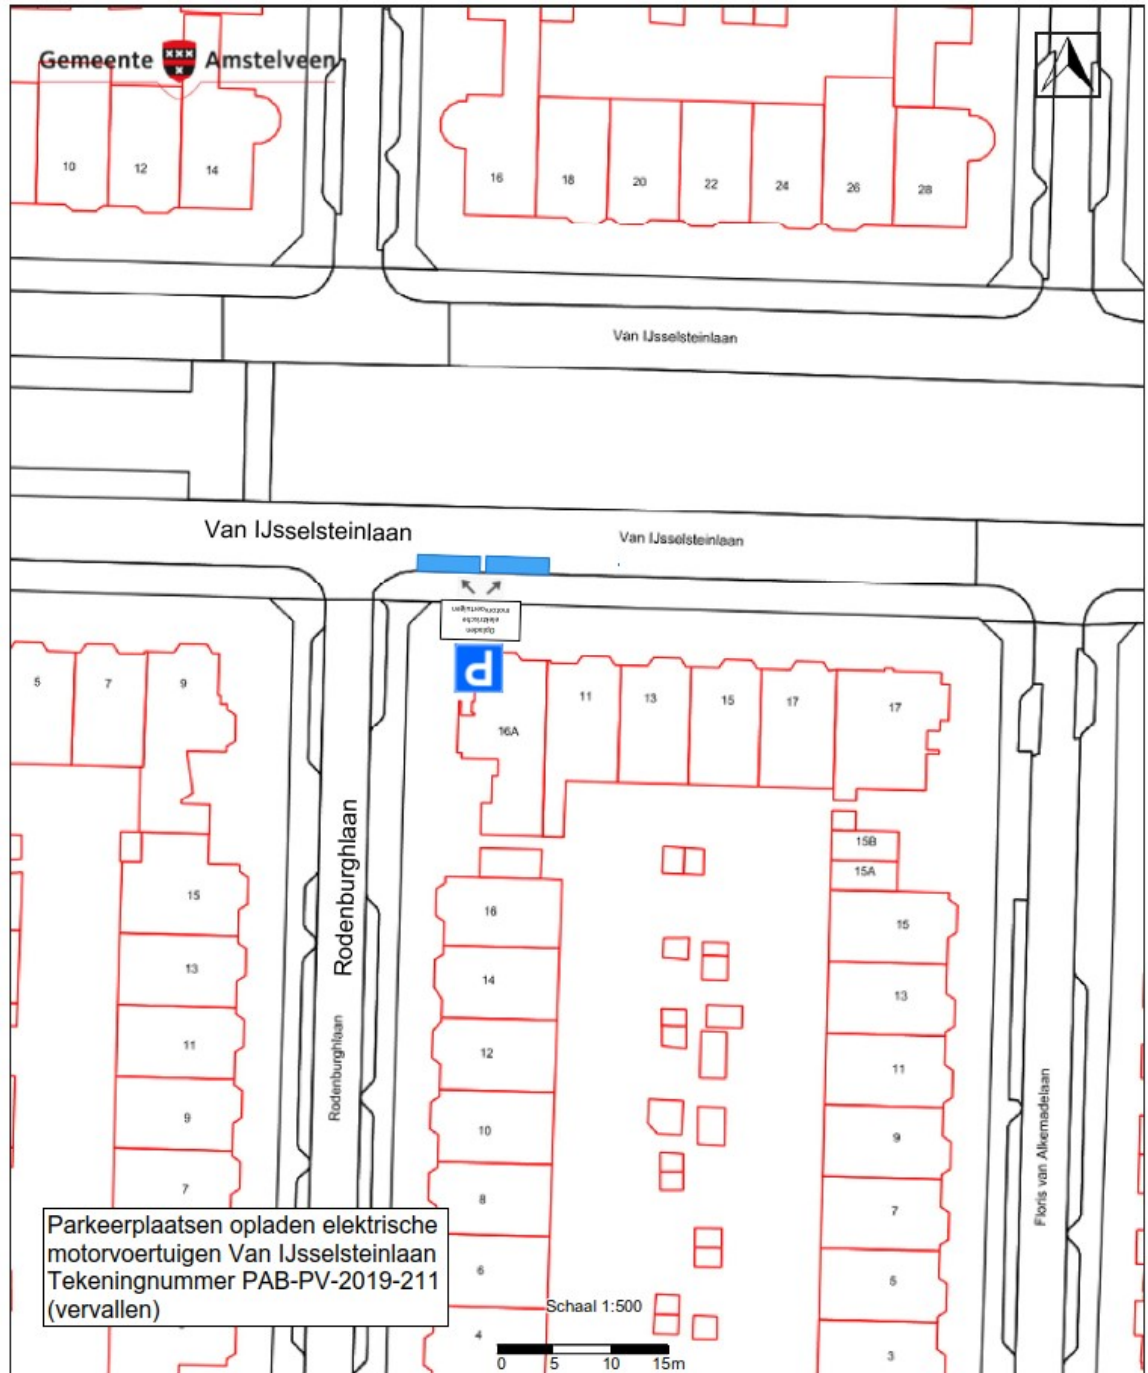 Gemeente Amstelveen
10
12
14
16
18
20
22
24
26
28
Van IJsselsteinlaan
Van IJsselsteinlaan
Van IJsselsteinlaan
Opladen
elektrische
motorvoertuigen
P
5
7
9
16A
11
13
15
17
17
15B
15A
Rodenburghlaan
Rodenburghlaan
15
13
11
9
7
16
14
12
10
8
6
4
15
13
11
9
7
5
3
Floris van Alkemadelaan
Parkeerplaatsen opladen elektrische
motorvoertuigen Van IJsselsteinlaan
Tekeningnummer PAB-PV-2019-211
(vervallen)
Schaal 1:500
0 5 10 15m